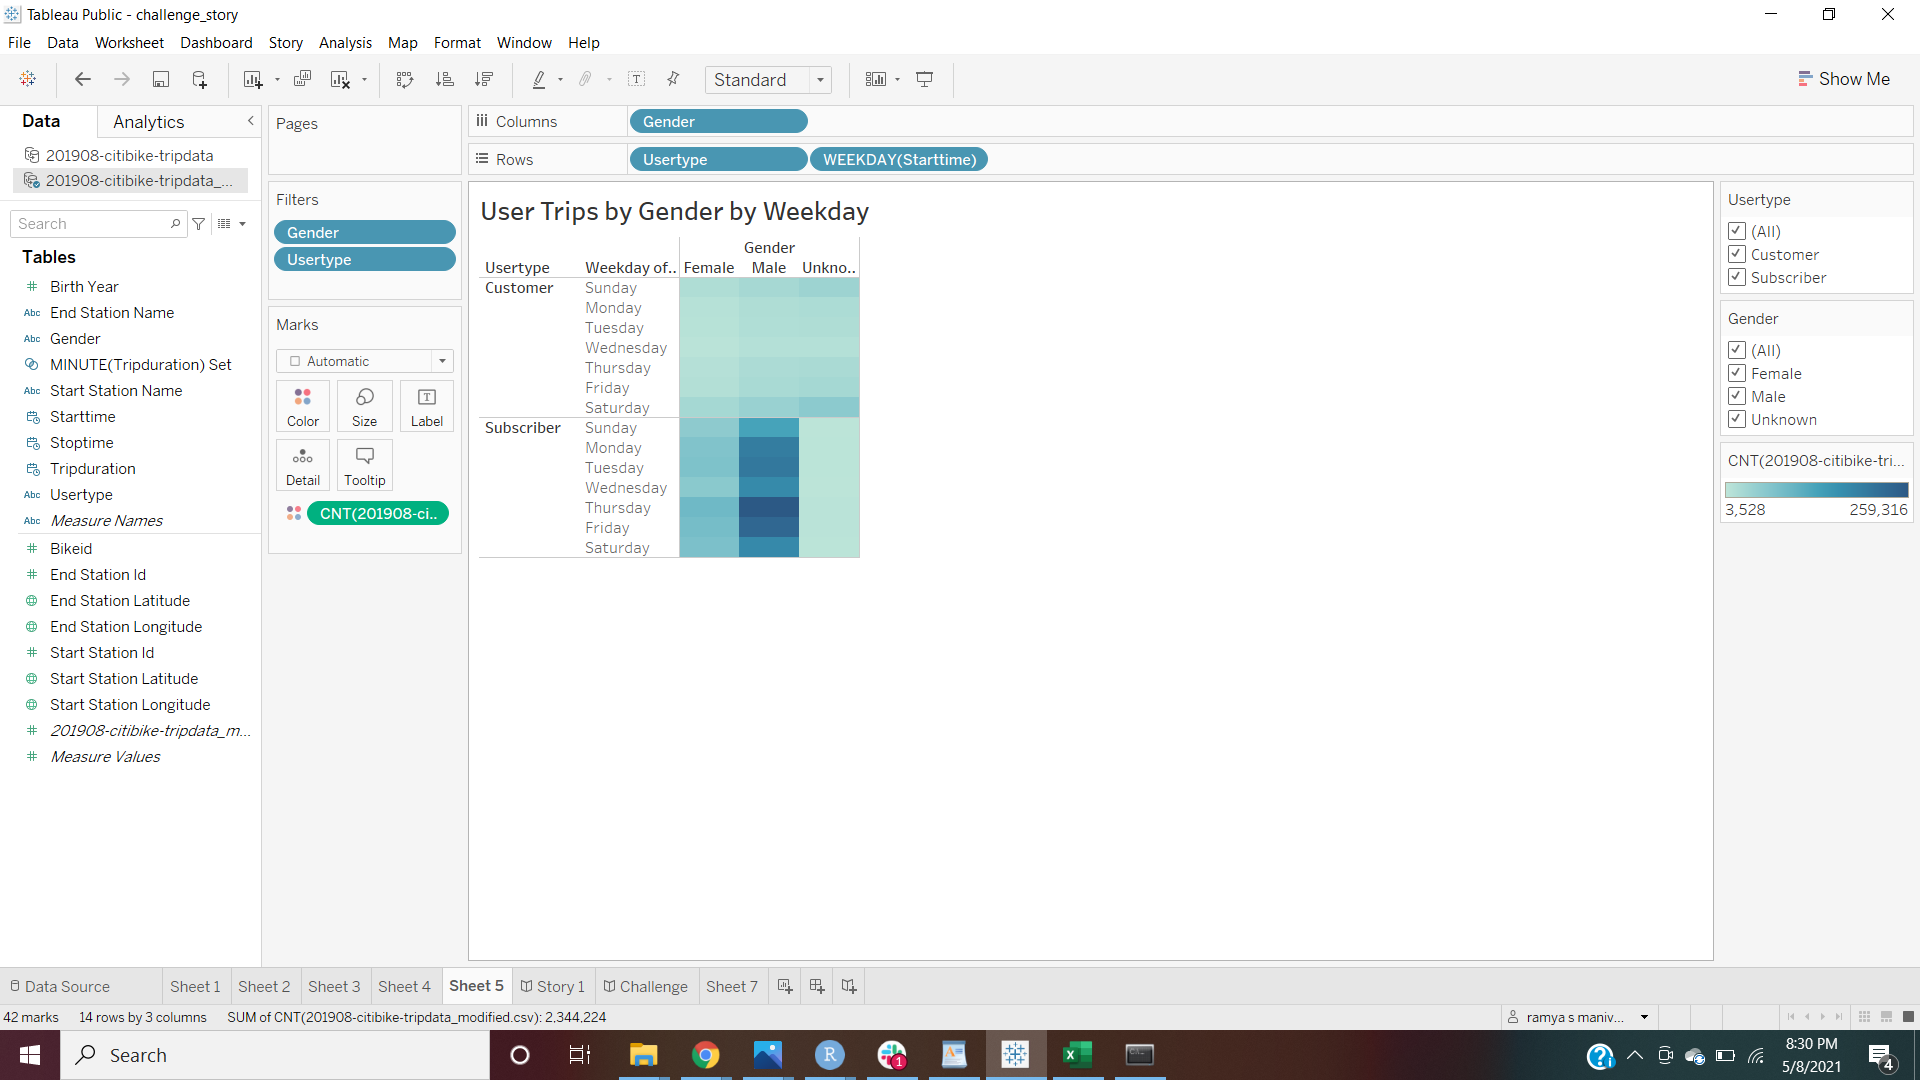 Tableau Public - challenge_story
File Data Worksheet Dashboard Story Analysis Map Format Window Help
Standard
Show Me
Data Analytics
201908-citibike-tripdata
201908-citibike-tripdata_...
Search
Tables
# Birth Year
Abc End Station Name
Abc Gender
MINUTE(Tripduration) Set
Abc Start Station Name
Starttime
Stoptime
Tripduration
Abc Usertype
Abc Measure Names
# Bikeid
# End Station Id
End Station Latitude
End Station Longitude
# Start Station Id
Start Station Latitude
Start Station Longitude
# 201908-citibike-tripdata_m...
# Measure Values
Pages
Filters
Gender
Usertype
Marks
Automatic
Color Size Label
Detail Tooltip
CNT(201908-ci..
Columns Gender
Rows Usertype WEEKDAY(Starttime)
User Trips by Gender by Weekday
Gender
Usertype Weekday of.. Female Male Unkno..
Customer Sunday
Monday
Tuesday
Wednesday
Thursday
Friday
Saturday
Subscriber Sunday
Monday
Tuesday
Wednesday
Thursday
Friday
Saturday
Usertype
(All)
Customer
Subscriber
Gender
(All)
Female
Male
Unknown
CNT(201908-citibike-tri...
3,528 259,316
Data Source Sheet 1 Sheet 2 Sheet 3 Sheet 4 Sheet 5 Story 1 Challenge Sheet 7
42 marks 14 rows by 3 columns SUM of CNT(201908-citibike-tripdata_modified.csv): 2,344,224
ramya s maniv...
Search
R
1
8:30 PM
5/8/2021
4